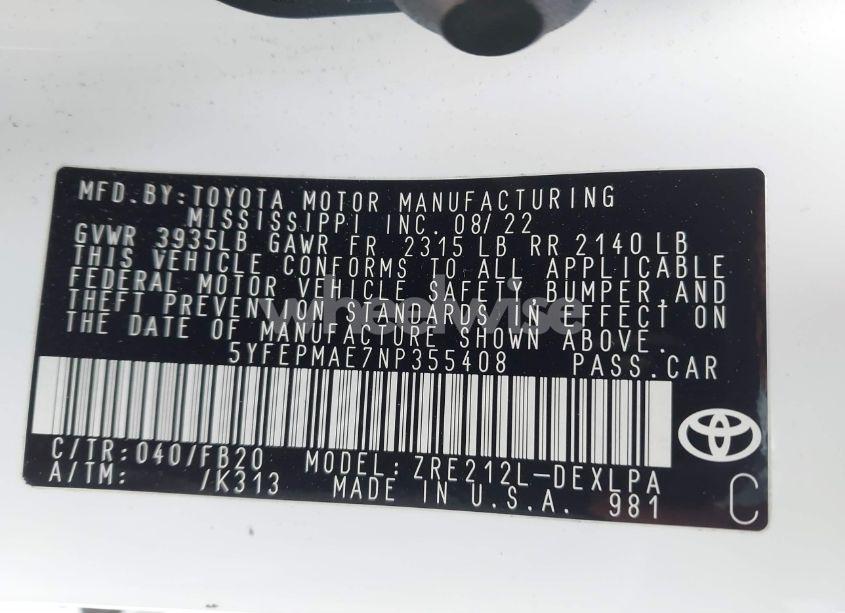 MFD.BY:TOYOTA MOTOR MANUFACTURING
MISSISSIPPI INC. 08/22
GVWR 3935LB GAWR FR 2315 LB RR 2140 LB
THIS VEHICLE CONFORMS TO ALL APPLICABLE
FEDERAL MOTOR VEHICLE SAFETY,BUMPER,AND
THEFT PREVENTION STANDARDS IN EFFECT ON
THE DATE OF MANUFACTURE SHOWN ABOVE.
wheelwise
5YFEPMAE7NP355408 PASS.CAR
C/TR:040/FB20 MODEL:ZRE212L-DEXLPA
A/TM: /K313 MADE IN U.S.A. 981
C